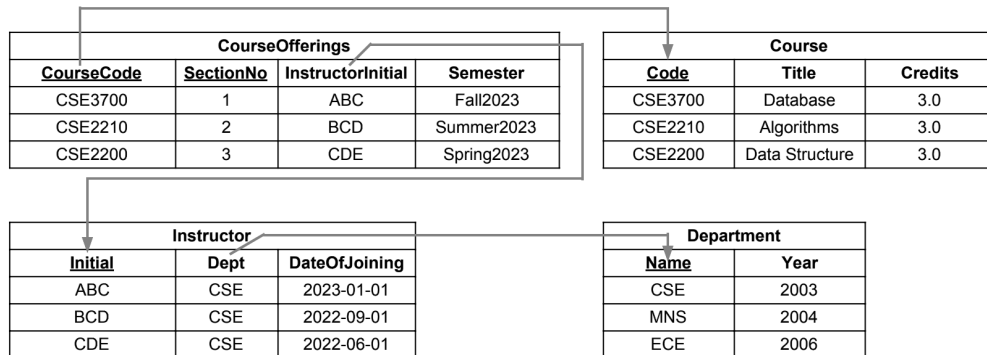 CourseOfferings
CourseCode SectionNo InstructorInitial Semester
CSE3700 1 ABC Fall2023
CSE2210 2 BCD Summer2023
CSE2200 3 CDE Spring2023
Course
Code Title Credits
CSE3700 Database 3.0
CSE2210 Algorithms 3.0
CSE2200 Data Structure 3.0
Instructor
Initial Dept DateOfJoining
ABC CSE 2023-01-01
BCD CSE 2022-09-01
CDE CSE 2022-06-01
Department
Name Year
CSE 2003
MNS 2004
ECE 2006